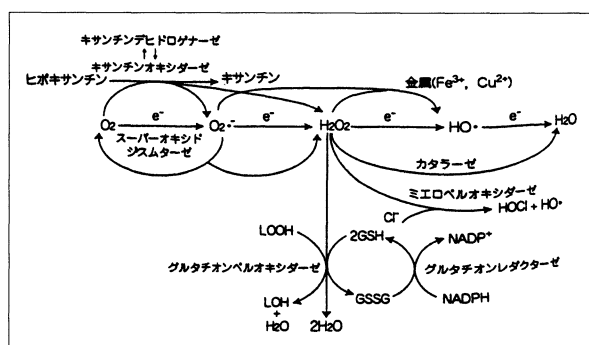 キサンチンデヒドロゲナーゼ
↑↓
キサンチンオキシダーゼ
ヒポキサンチン
キサンチン
金属(Fe³⁺, Cu²⁺)
O₂
e⁻
O₂•⁻
e⁻
H₂O₂
e⁻
HO•
e⁻
H₂O
スーパーオキシド
ジスムターゼ
カタラーゼ
ミエロペルオキシダーゼ
Cl⁻
HOCl + HO•
LOOH
2GSH
NADP⁺
グルタチオンペルオキシダーゼ
グルタチオンレダクターゼ
LOH
+
H₂O
2H₂O
GSSG
NADPH